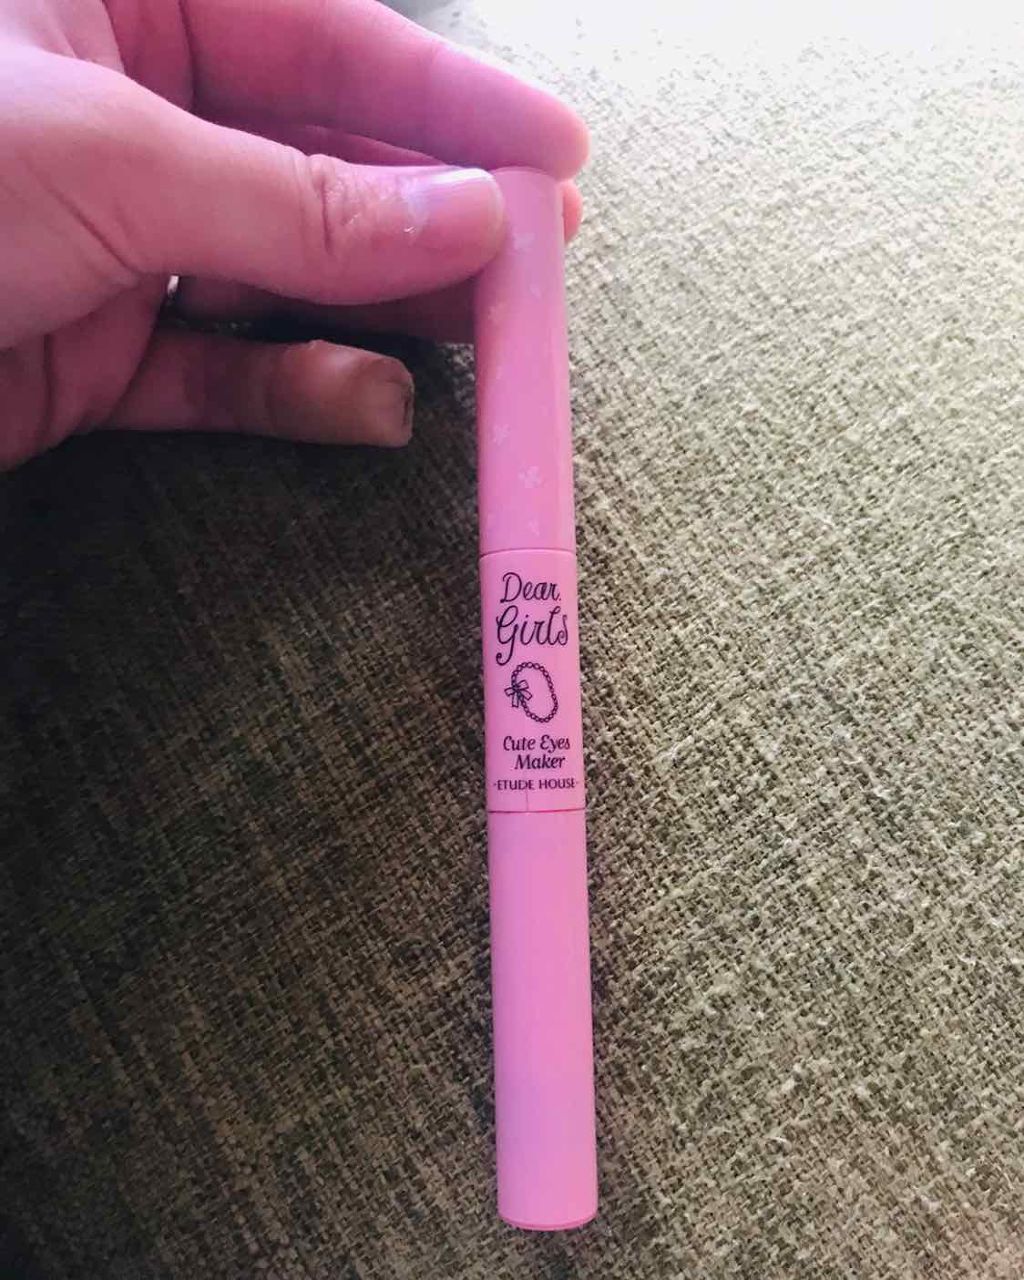 Dear.
Girls
Cute Eyes
Maker
·ETUDE HOUSE·